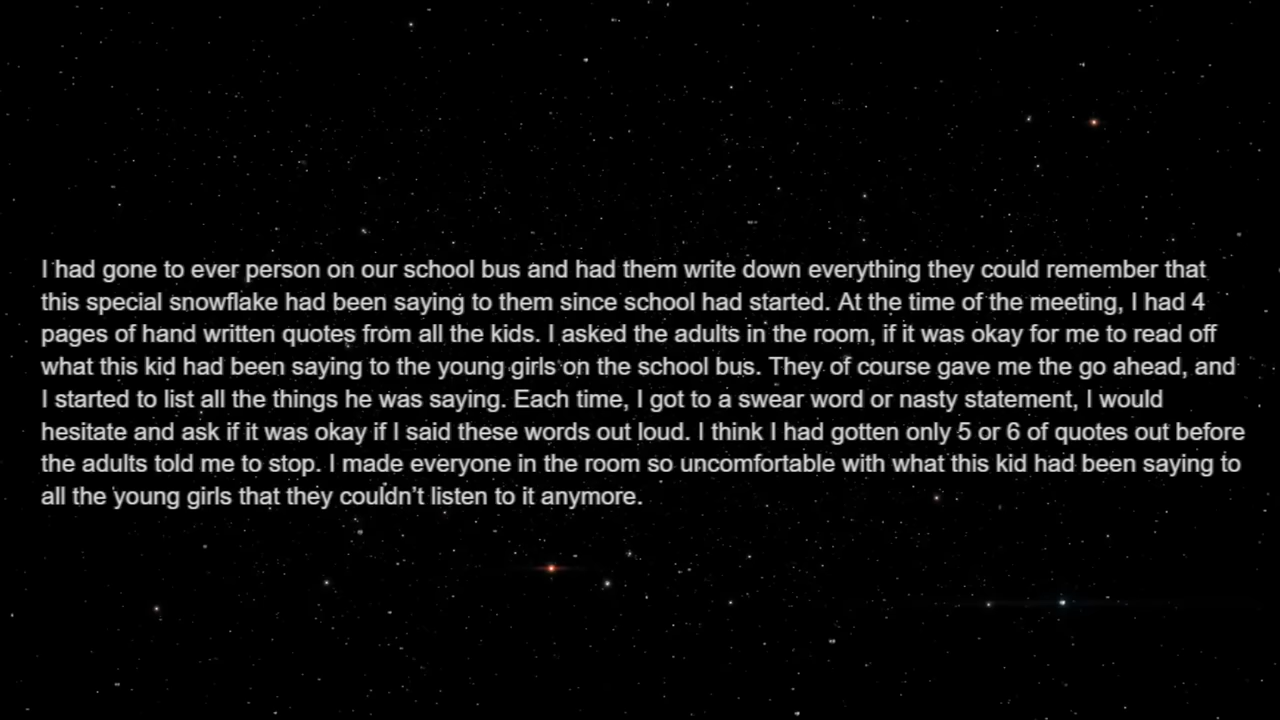 I had gone to ever person on our school bus and had them write down everything they could remember that
this special snowflake had been saying to them since school had started. At the time of the meeting, I had 4
pages of hand written quotes from all the kids. I asked the adults in the room, if it was okay for me to read off
what this kid had been saying to the young girls on the school bus. They of course gave me the go ahead, and
I started to list all the things he was saying. Each time, I got to a swear word or nasty statement, I would
hesitate and ask if it was okay if I said these words out loud. I think I had gotten only 5 or 6 of quotes out before
the adults told me to stop. I made everyone in the room so uncomfortable with what this kid had been saying to
all the young girls that they couldn't listen to it anymore.